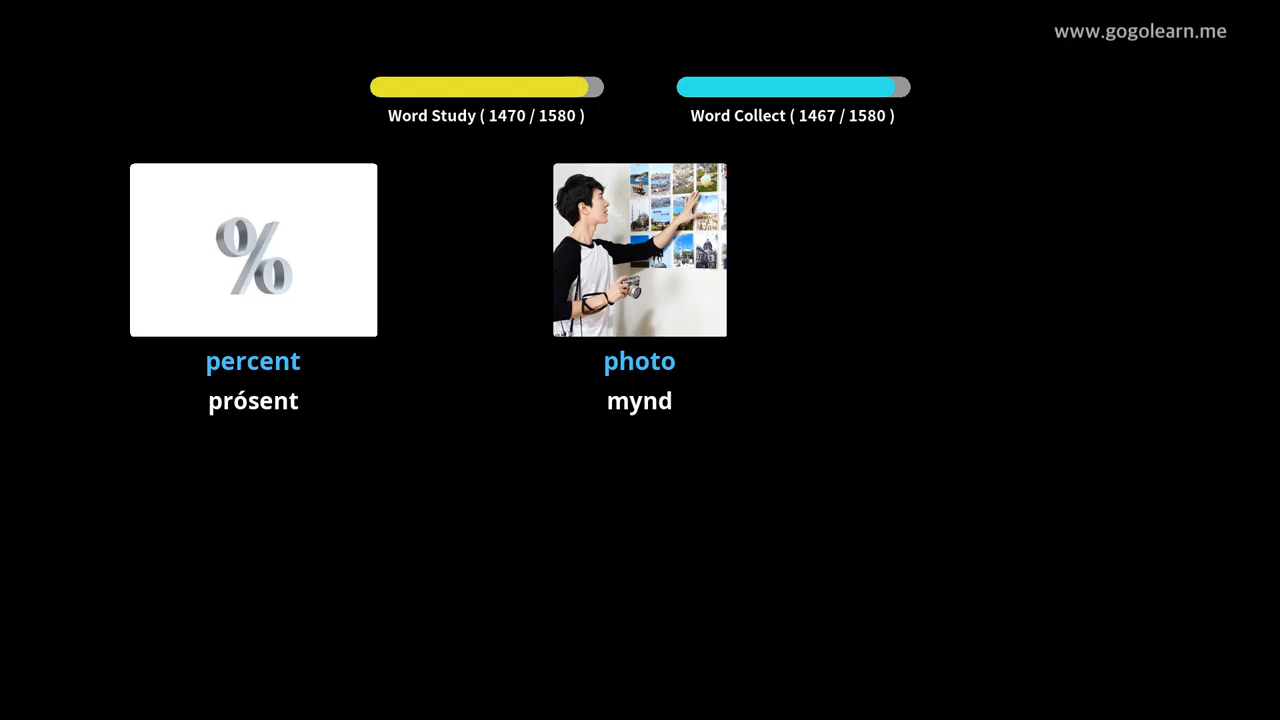 www.gogolearn.me
Word Study ( 1470 / 1580 )
Word Collect ( 1467 / 1580 )
%
percent
prósent
photo
mynd